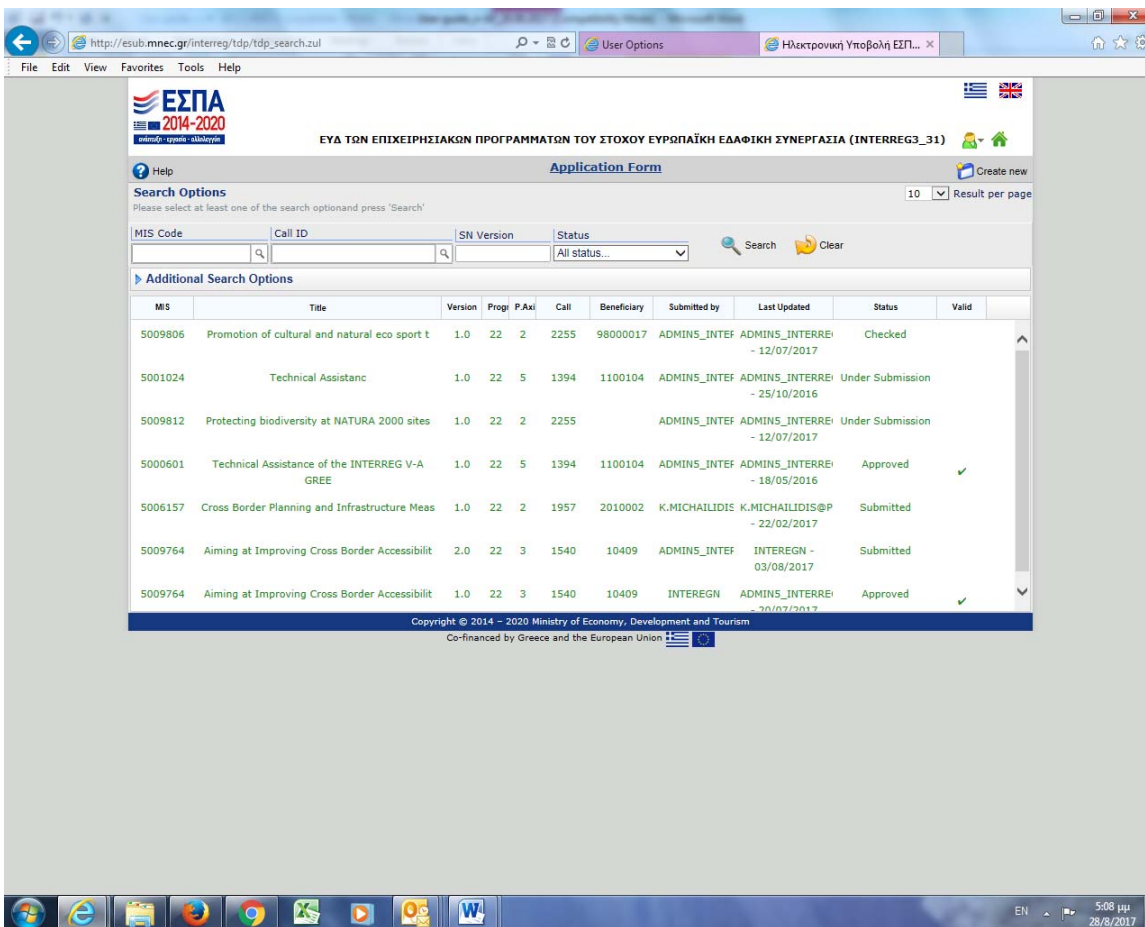 http://esub.mnec.gr/interreg/tdp/tdp_search.zul
User Options
Ηλεκτρονική Υποβολή ΕΣΠ...
File Edit View Favorites Tools Help
ΕΣΠΑ
2014-2020
ανάπτυξη - εργασία - αλληλεγγύη
ΕΥΔ ΤΩΝ ΕΠΙΧΕΙΡΗΣΙΑΚΩΝ ΠΡΟΓΡΑΜΜΑΤΩΝ ΤΟΥ ΣΤΟΧΟΥ ΕΥΡΩΠΑΪΚΗ ΕΔΑΦΙΚΗ ΣΥΝΕΡΓΑΣΙΑ (INTERREG3_31)
Help Application Form Create new
Search Options 10 Result per page
Please select at least one of the search optionand press 'Search'
MIS Code Call ID SN Version Status
All status... Search Clear
Additional Search Options
MIS Title Version Progr P.Axi Call Beneficiary Submitted by Last Updated Status Valid
5009806 Promotion of cultural and natural eco sport t 1.0 22 2 2255 98000017 ADMIN5_INTER ADMIN5_INTERRE Checked
- 12/07/2017
5001024 Technical Assistanc 1.0 22 5 1394 1100104 ADMIN5_INTER ADMIN5_INTERRE Under Submission
- 25/10/2016
5009812 Protecting biodiversity at NATURA 2000 sites 1.0 22 2 2255 ADMIN5_INTER ADMIN5_INTERRE Under Submission
- 12/07/2017
5000601 Technical Assistance of the INTERREG V-A 1.0 22 5 1394 1100104 ADMIN5_INTER ADMIN5_INTERRE Approved ✔
GREE - 18/05/2016
5006157 Cross Border Planning and Infrastructure Meas 1.0 22 2 1957 2010002 K.MICHAILIDIS K.MICHAILIDIS@P Submitted
- 22/02/2017
5009764 Aiming at Improving Cross Border Accessibilit 2.0 22 3 1540 10409 ADMIN5_INTER INTEREGN - Submitted
03/08/2017
5009764 Aiming at Improving Cross Border Accessibilit 1.0 22 3 1540 10409 INTEREGN ADMIN5_INTERRE Approved ✔
- 20/07/2017
Copyright © 2014 – 2020 Ministry of Economy, Development and Tourism
Co-financed by Greece and the European Union
EN 5:08 μμ
28/8/2017